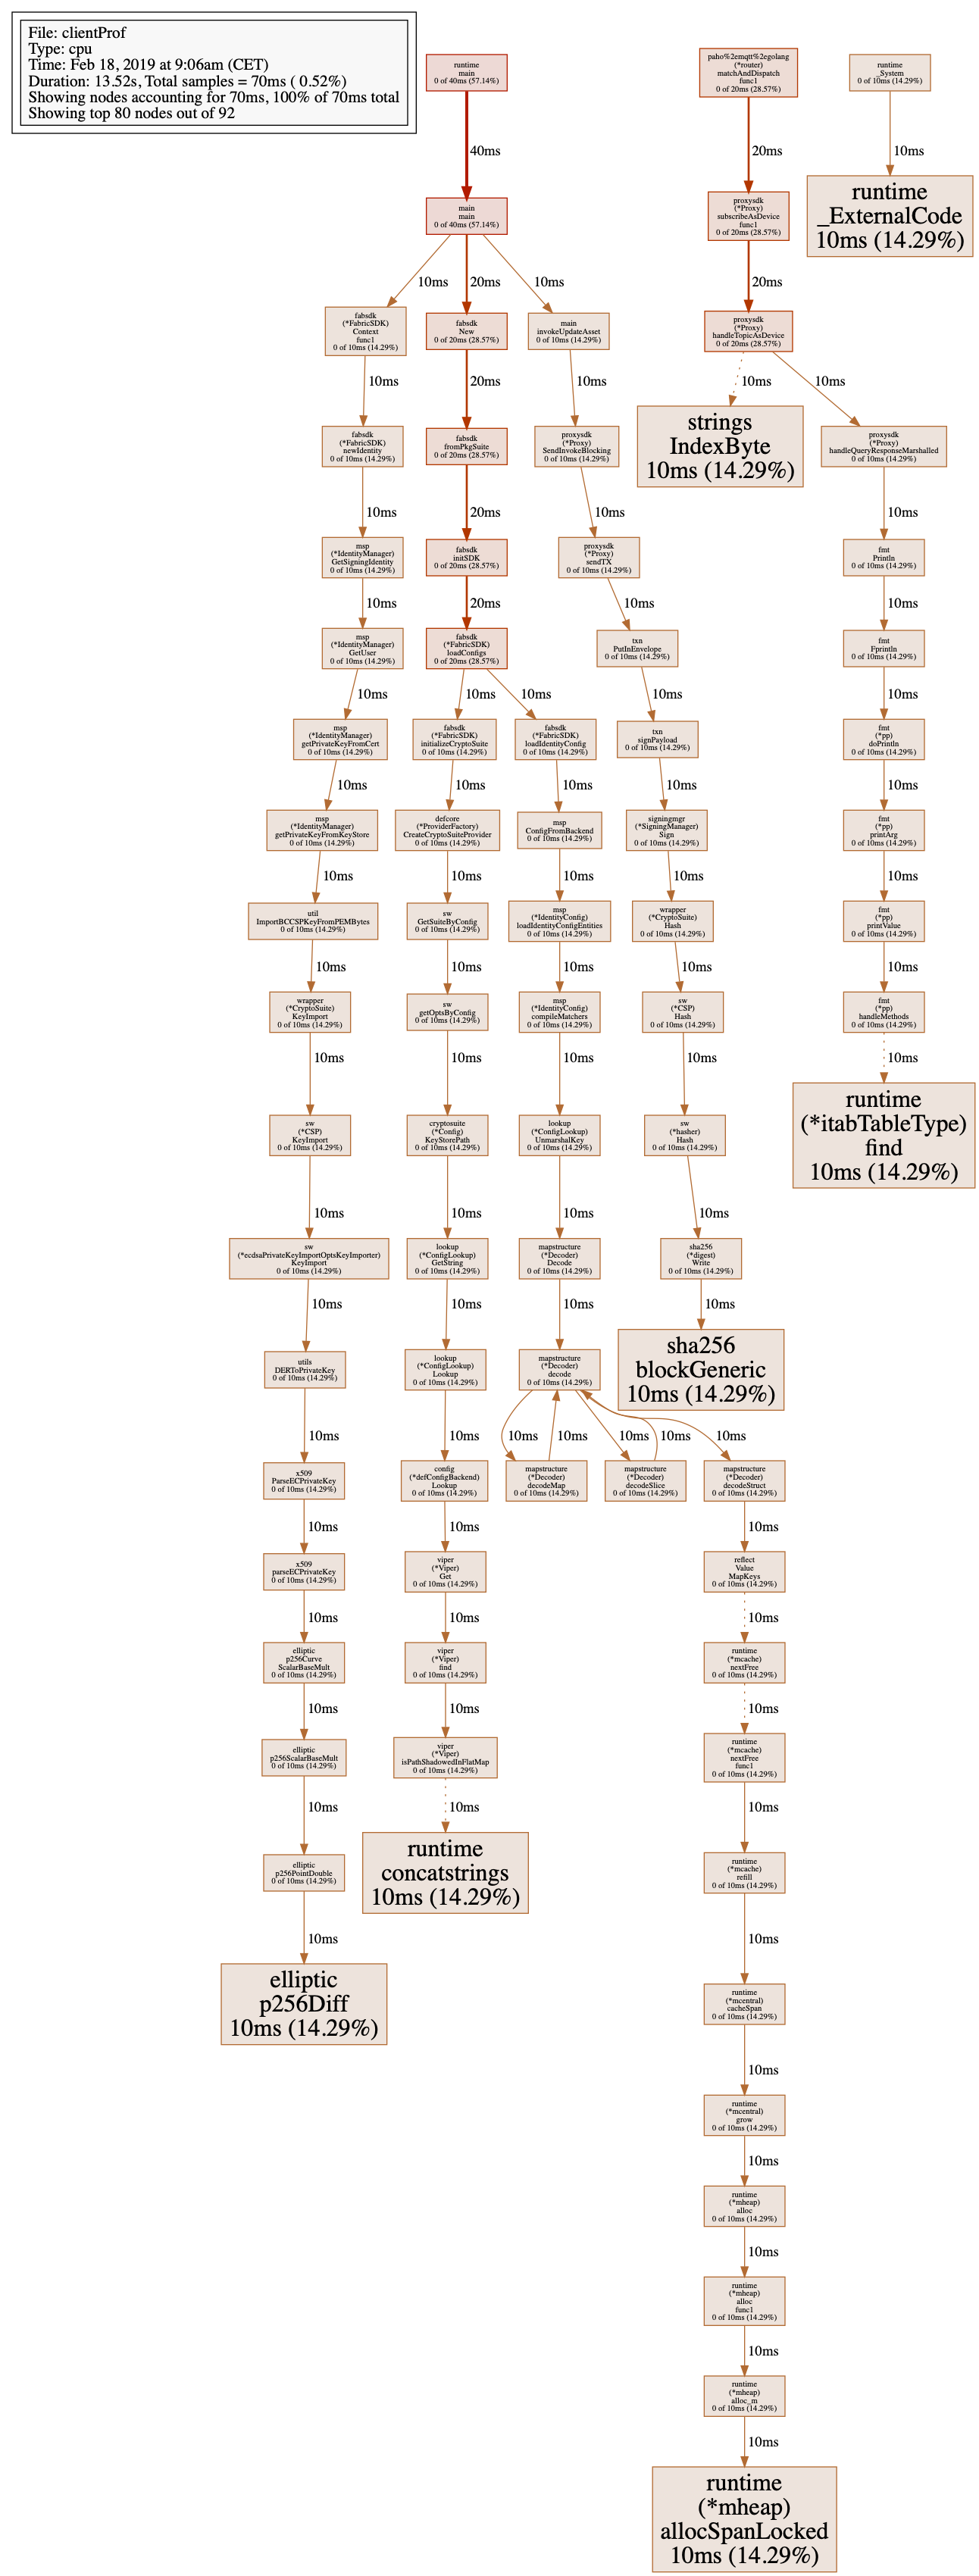 File: clientProf
Type: cpu
Time: Feb 18, 2019 at 9:06am (CET)
Duration: 13.52s, Total samples = 70ms ( 0.52%)
Showing nodes accounting for 70ms, 100% of 70ms total
Showing top 80 nodes out of 92
runtime
main
0 of 40ms (57.14%)
paho%2emqtt%2egolang
(*router)
matchAndDispatch
func1
0 of 20ms (28.57%)
runtime
_System
0 of 10ms (14.29%)
40ms
20ms
10ms
main
main
0 of 40ms (57.14%)
proxysdk
(*Proxy)
subscribeAsDevice
func1
0 of 20ms (28.57%)
runtime
_ExternalCode
10ms (14.29%)
10ms
20ms
10ms
20ms
fabsdk
(*FabricSDK)
Context
func1
0 of 10ms (14.29%)
fabsdk
New
0 of 20ms (28.57%)
main
invokeUpdateAsset
0 of 10ms (14.29%)
proxysdk
(*Proxy)
handleTopicAsDevice
0 of 20ms (28.57%)
10ms
20ms
10ms
10ms
10ms
fabsdk
(*FabricSDK)
newIdentity
0 of 10ms (14.29%)
fabsdk
fromPkgSuite
0 of 20ms (28.57%)
proxysdk
(*Proxy)
SendInvokeBlocking
0 of 10ms (14.29%)
strings
IndexByte
10ms (14.29%)
proxysdk
(*Proxy)
handleQueryResponseMarshalled
0 of 10ms (14.29%)
10ms
20ms
10ms
10ms
msp
(*IdentityManager)
GetSigningIdentity
0 of 10ms (14.29%)
fabsdk
initSDK
0 of 20ms (28.57%)
proxysdk
(*Proxy)
sendTX
0 of 10ms (14.29%)
fmt
Println
0 of 10ms (14.29%)
10ms
20ms
10ms
10ms
msp
(*IdentityManager)
GetUser
0 of 10ms (14.29%)
fabsdk
(*FabricSDK)
loadConfigs
0 of 20ms (28.57%)
txn
PutInEnvelope
0 of 10ms (14.29%)
fmt
Fprintln
0 of 10ms (14.29%)
10ms
10ms
10ms
10ms
10ms
msp
(*IdentityManager)
getPrivateKeyFromCert
0 of 10ms (14.29%)
fabsdk
(*FabricSDK)
initializeCryptoSuite
0 of 10ms (14.29%)
fabsdk
(*FabricSDK)
loadIdentityConfig
0 of 10ms (14.29%)
txn
signPayload
0 of 10ms (14.29%)
fmt
(*pp)
doPrintln
0 of 10ms (14.29%)
10ms
10ms
10ms
10ms
10ms
msp
(*IdentityManager)
getPrivateKeyFromKeyStore
0 of 10ms (14.29%)
defcore
(*ProviderFactory)
CreateCryptoSuiteProvider
0 of 10ms (14.29%)
msp
ConfigFromBackend
0 of 10ms (14.29%)
signingmgr
(*SigningManager)
Sign
0 of 10ms (14.29%)
fmt
(*pp)
printArg
0 of 10ms (14.29%)
10ms
10ms
10ms
10ms
10ms
util
ImportBCCSPKeyFromPEMBytes
0 of 10ms (14.29%)
sw
GetSuiteByConfig
0 of 10ms (14.29%)
msp
(*IdentityConfig)
loadIdentityConfigEntities
0 of 10ms (14.29%)
wrapper
(*CryptoSuite)
Hash
0 of 10ms (14.29%)
fmt
(*pp)
printValue
0 of 10ms (14.29%)
10ms
10ms
10ms
10ms
10ms
wrapper
(*CryptoSuite)
KeyImport
0 of 10ms (14.29%)
sw
getOptsByConfig
0 of 10ms (14.29%)
msp
(*IdentityConfig)
compileMatchers
0 of 10ms (14.29%)
sw
(*CSP)
Hash
0 of 10ms (14.29%)
fmt
(*pp)
handleMethods
0 of 10ms (14.29%)
10ms
10ms
10ms
10ms
10ms
sw
(*CSP)
KeyImport
0 of 10ms (14.29%)
cryptosuite
(*Config)
KeyStorePath
0 of 10ms (14.29%)
lookup
(*ConfigLookup)
UnmarshalKey
0 of 10ms (14.29%)
sw
(*hasher)
Hash
0 of 10ms (14.29%)
runtime
(*itabTableType)
find
10ms (14.29%)
10ms
10ms
10ms
10ms
sw
(*ecdsaPrivateKeyImportOptsKeyImporter)
KeyImport
0 of 10ms (14.29%)
lookup
(*ConfigLookup)
GetString
0 of 10ms (14.29%)
mapstructure
(*Decoder)
Decode
0 of 10ms (14.29%)
sha256
(*digest)
Write
0 of 10ms (14.29%)
10ms
10ms
10ms
10ms
utils
DERToPrivateKey
0 of 10ms (14.29%)
lookup
(*ConfigLookup)
Lookup
0 of 10ms (14.29%)
mapstructure
(*Decoder)
decode
0 of 10ms (14.29%)
sha256
blockGeneric
10ms (14.29%)
10ms
10ms
10ms
10ms
10ms
10ms
10ms
x509
ParseECPrivateKey
0 of 10ms (14.29%)
config
(*defConfigBackend)
Lookup
0 of 10ms (14.29%)
mapstructure
(*Decoder)
decodeMap
0 of 10ms (14.29%)
mapstructure
(*Decoder)
decodeSlice
0 of 10ms (14.29%)
mapstructure
(*Decoder)
decodeStruct
0 of 10ms (14.29%)
10ms
10ms
10ms
x509
parseECPrivateKey
0 of 10ms (14.29%)
viper
(*Viper)
Get
0 of 10ms (14.29%)
reflect
Value
MapKeys
0 of 10ms (14.29%)
10ms
10ms
10ms
elliptic
p256Curve
ScalarBaseMult
0 of 10ms (14.29%)
viper
(*Viper)
find
0 of 10ms (14.29%)
runtime
(*mcache)
nextFree
0 of 10ms (14.29%)
10ms
10ms
10ms
elliptic
p256ScalarBaseMult
0 of 10ms (14.29%)
viper
(*Viper)
isPathShadowedInFlatMap
0 of 10ms (14.29%)
runtime
(*mcache)
nextFree
func1
0 of 10ms (14.29%)
10ms
10ms
10ms
elliptic
p256PointDouble
0 of 10ms (14.29%)
runtime
concatstrings
10ms (14.29%)
runtime
(*mcache)
refill
0 of 10ms (14.29%)
10ms
10ms
elliptic
p256Diff
10ms (14.29%)
runtime
(*mcentral)
cacheSpan
0 of 10ms (14.29%)
10ms
runtime
(*mcentral)
grow
0 of 10ms (14.29%)
10ms
runtime
(*mheap)
alloc
0 of 10ms (14.29%)
10ms
runtime
(*mheap)
alloc
func1
0 of 10ms (14.29%)
10ms
runtime
(*mheap)
alloc_m
0 of 10ms (14.29%)
10ms
runtime
(*mheap)
allocSpanLocked
10ms (14.29%)